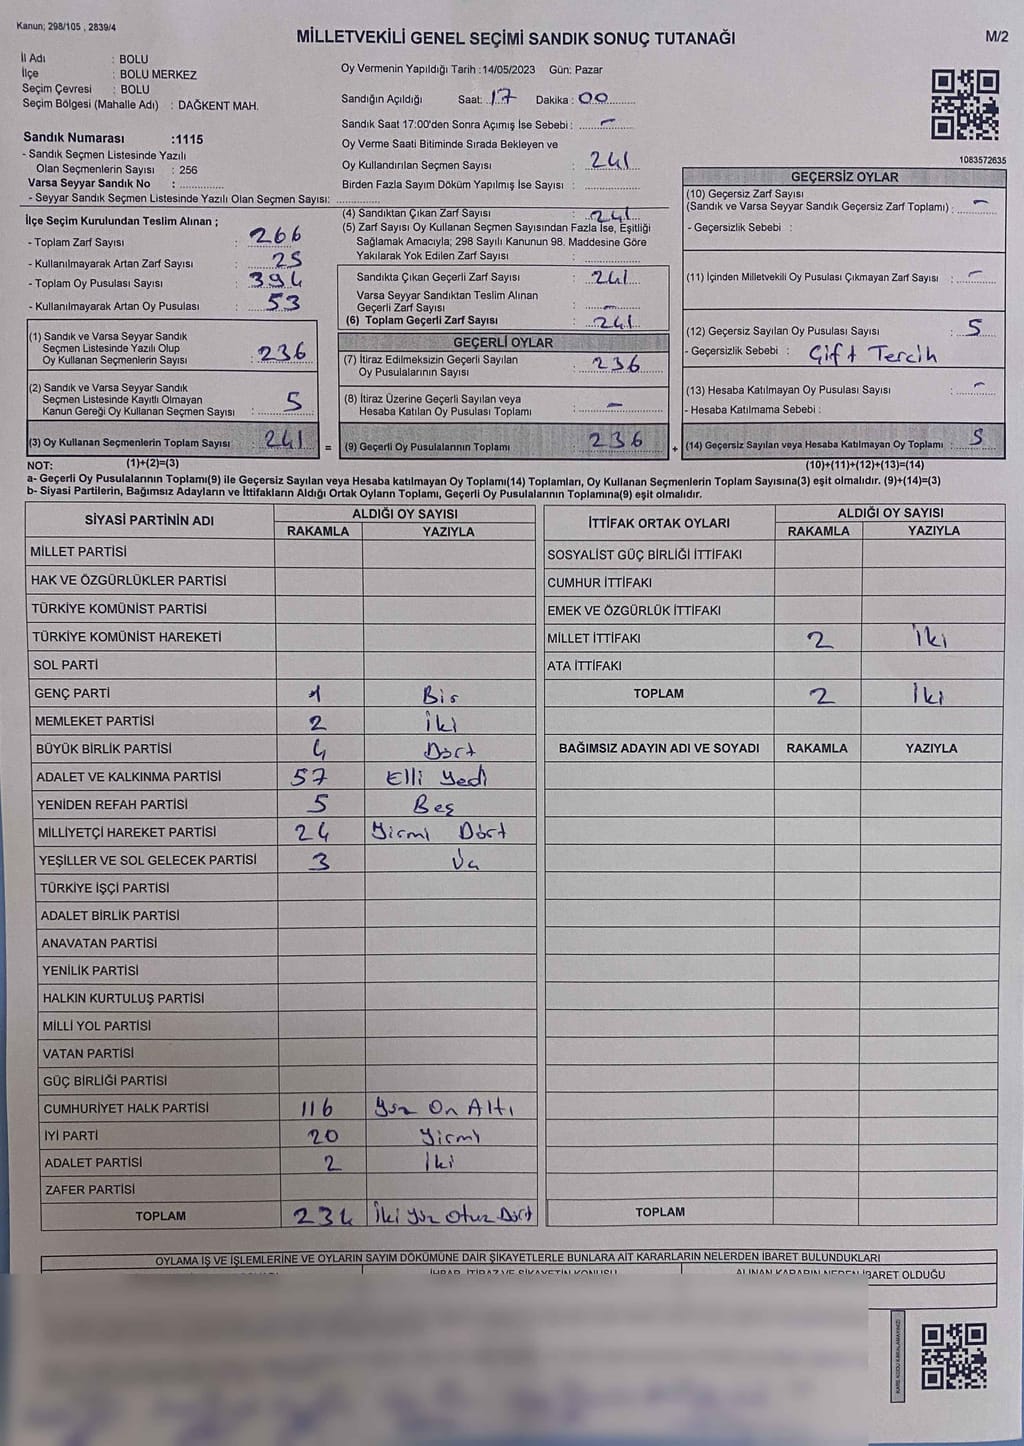 Kanun; 298/105 , 2839/4
MİLLETVEKİLİ GENEL SEÇİMİ SANDIK SONUÇ TUTANAĞI
M/2
İl Adı : BOLU
İlçe : BOLU MERKEZ
Seçim Çevresi : BOLU
Seçim Bölgesi (Mahalle Adı) : DAĞKENT MAH.
Sandık Numarası :1115
- Sandık Seçmen Listesinde Yazılı
Olan Seçmenlerin Sayısı : 256
Varsa Seyyar Sandık No : ..............
- Seyyar Sandık Seçmen Listesinde Yazılı Olan Seçmen Sayısı: ..............
Oy Vermenin Yapıldığı Tarih :14/05/2023 Gün: Pazar
Sandığın Açıldığı Saat: 17 Dakika : 00
Sandık Saat 17:00'den Sonra Açımış İse Sebebi : -
Oy Verme Saati Bitiminde Sırada Bekleyen ve
Oy Kullandırılan Seçmen Sayısı : 241
Birden Fazla Sayım Döküm Yapılmış İse Sayısı : ..............
1083572635
İlçe Seçim Kurulundan Teslim Alınan ;
- Toplam Zarf Sayısı : 266
- Kullanılmayarak Artan Zarf Sayısı : 25
- Toplam Oy Pusulası Sayısı : 394
- Kullanılmayarak Artan Oy Pusulası : 53
(1) Sandık ve Varsa Seyyar Sandık
Seçmen Listesinde Yazılı Olup
Oy Kullanan Seçmenlerin Sayısı : 236
(2) Sandık ve Varsa Seyyar Sandık
Seçmen Listesinde Kayıtlı Olmayan
Kanun Gereği Oy Kullanan Seçmen Sayısı : 5
(3) Oy Kullanan Seçmenlerin Toplam Sayısı : 241 =
(4) Sandıktan Çıkan Zarf Sayısı : 241
(5) Zarf Sayısı Oy Kullanan Seçmen Sayısından Fazla İse, Eşitliği
Sağlamak Amacıyla; 298 Sayılı Kanunun 98. Maddesine Göre
Yakılarak Yok Edilen Zarf Sayısı : ..............
Sandıkta Çıkan Geçerli Zarf Sayısı : 241
Varsa Seyyar Sandıktan Teslim Alınan
Geçerli Zarf Sayısı : -
(6) Toplam Geçerli Zarf Sayısı : 241
GEÇERLİ OYLAR
(7) İtiraz Edilmeksizin Geçerli Sayılan
Oy Pusulalarının Sayısı : 236
(8) İtiraz Üzerine Geçerli Sayılan veya
Hesaba Katılan Oy Pusulası Toplamı : -
(9) Geçerli Oy Pusulalarının Toplamı : 236 +
GEÇERSİZ OYLAR
(10) Geçersiz Zarf Sayısı
(Sandık ve Varsa Seyyar Sandık Geçersiz Zarf Toplamı) : -
- Geçersizlik Sebebi :
(11) İçinden Milletvekili Oy Pusulası Çıkmayan Zarf Sayısı : -
(12) Geçersiz Sayılan Oy Pusulası Sayısı : 5
- Geçersizlik Sebebi : Çift Tercih
(13) Hesaba Katılmayan Oy Pusulası Sayısı : -
- Hesaba Katılmama Sebebi :
(14) Geçersiz Sayılan veya Hesaba Katılmayan Oy Toplamı : 5
NOT: (1)+(2)=(3) (10)+(11)+(12)+(13)=(14)
a- Geçerli Oy Pusulalarının Toplamı(9) ile Geçersiz Sayılan veya Hesaba katılmayan Oy Toplamı(14) Toplamları, Oy Kullanan Seçmenlerin Toplam Sayısına(3) eşit olmalıdır. (9)+(14)=(3)
b- Siyasi Partilerin, Bağımsız Adayların ve İttifakların Aldığı Ortak Oyların Toplamı, Geçerli Oy Pusulalarının Toplamına(9) eşit olmalıdır.
SİYASİ PARTİNİN ADI ALDIĞI OY SAYISI
RAKAMLA YAZIYLA
MİLLET PARTİSİ
HAK VE ÖZGÜRLÜKLER PARTİSİ
TÜRKİYE KOMÜNİST PARTİSİ
TÜRKİYE KOMÜNİST HAREKETİ
SOL PARTİ
GENÇ PARTİ 1 Bir
MEMLEKET PARTİSİ 2 İki
BÜYÜK BİRLİK PARTİSİ 4 Dört
ADALET VE KALKINMA PARTİSİ 57 Elli Yedi
YENİDEN REFAH PARTİSİ 5 Beş
MİLLİYETÇİ HAREKET PARTİSİ 24 Yirmi Dört
YEŞİLLER VE SOL GELECEK PARTİSİ 3 Üç
TÜRKİYE İŞÇİ PARTİSİ
ADALET BİRLİK PARTİSİ
ANAVATAN PARTİSİ
YENİLİK PARTİSİ
HALKIN KURTULUŞ PARTİSİ
MİLLİ YOL PARTİSİ
VATAN PARTİSİ
GÜÇ BİRLİĞİ PARTİSİ
CUMHURİYET HALK PARTİSİ 116 Yüz On Altı
İYİ PARTİ 20 Yirmi
ADALET PARTİSİ 2 İki
ZAFER PARTİSİ
TOPLAM 234 İki Yüz Otuz Dört
İTTİFAK ORTAK OYLARI ALDIĞI OY SAYISI
RAKAMLA YAZIYLA
SOSYALİST GÜÇ BİRLİĞİ İTTİFAKI
CUMHUR İTTİFAKI
EMEK VE ÖZGÜRLÜK İTTİFAKI
MİLLET İTTİFAKI 2 İki
ATA İTTİFAKI
TOPLAM 2 İki
BAĞIMSIZ ADAYIN ADI VE SOYADI RAKAMLA YAZIYLA
TOPLAM
OYLAMA İŞ VE İŞLEMLERİNE VE OYLARIN SAYIM DÖKÜMÜNE DAİR ŞİKAYETLERLE BUNLARA AİT KARARLARIN NELERDEN İBARET BULUNDUKLARI
İHBAR, İTİRAZ VE ŞİKAYETİN KONUSU ALINAN KARARIN NEDEN İBARET OLDUĞU